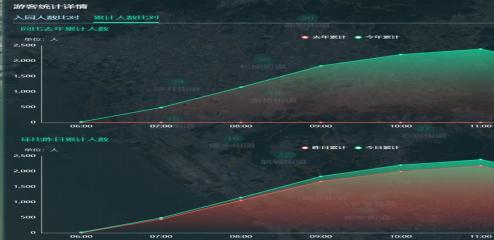 游客统计详情
入园人数比对 累计人数比对
同比去年累计人数
单位：人 去年累计 今年累计
2,500
2,000
1,500
1,000
500
0
06:00 07:00 08:00 09:00 10:00 11:00
环比昨日累计人数
单位：人 昨日累计 今日累计
2,500
2,000
1,500
1,000
500
0
06:00 07:00 08:00 09:00 10:00 11:00